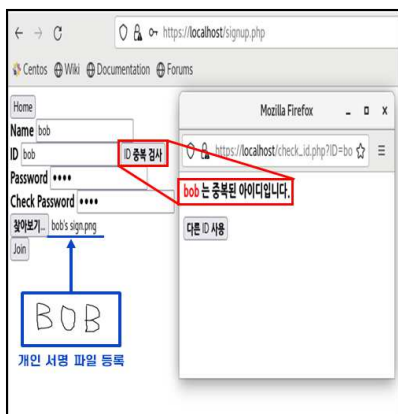 https://localhost/signup.php
Centos Wiki Documentation Forums
Home
Name bob
ID bob ID 중복 검사
Password ••••
Check Password ••••
찾아보기... bob's sign.png
Join
BOB
개인 서명 파일 등록
Mozilla Firefox
https://localhost/check_id.php?ID=bo
bob 는 중복된 아이디입니다.
다른 ID 사용